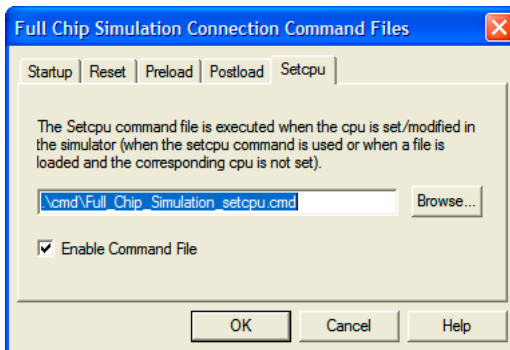 Full Chip Simulation Connection Command Files
Startup Reset Preload Postload Setcpu
The Setcpu command file is executed when the cpu is set/modified in
the simulator (when the setcpu command is used or when a file is
loaded and the corresponding cpu is not set).
.\cmd\Full_Chip_Simulation_setcpu.cmd Browse...
Enable Command File
OK Cancel Help